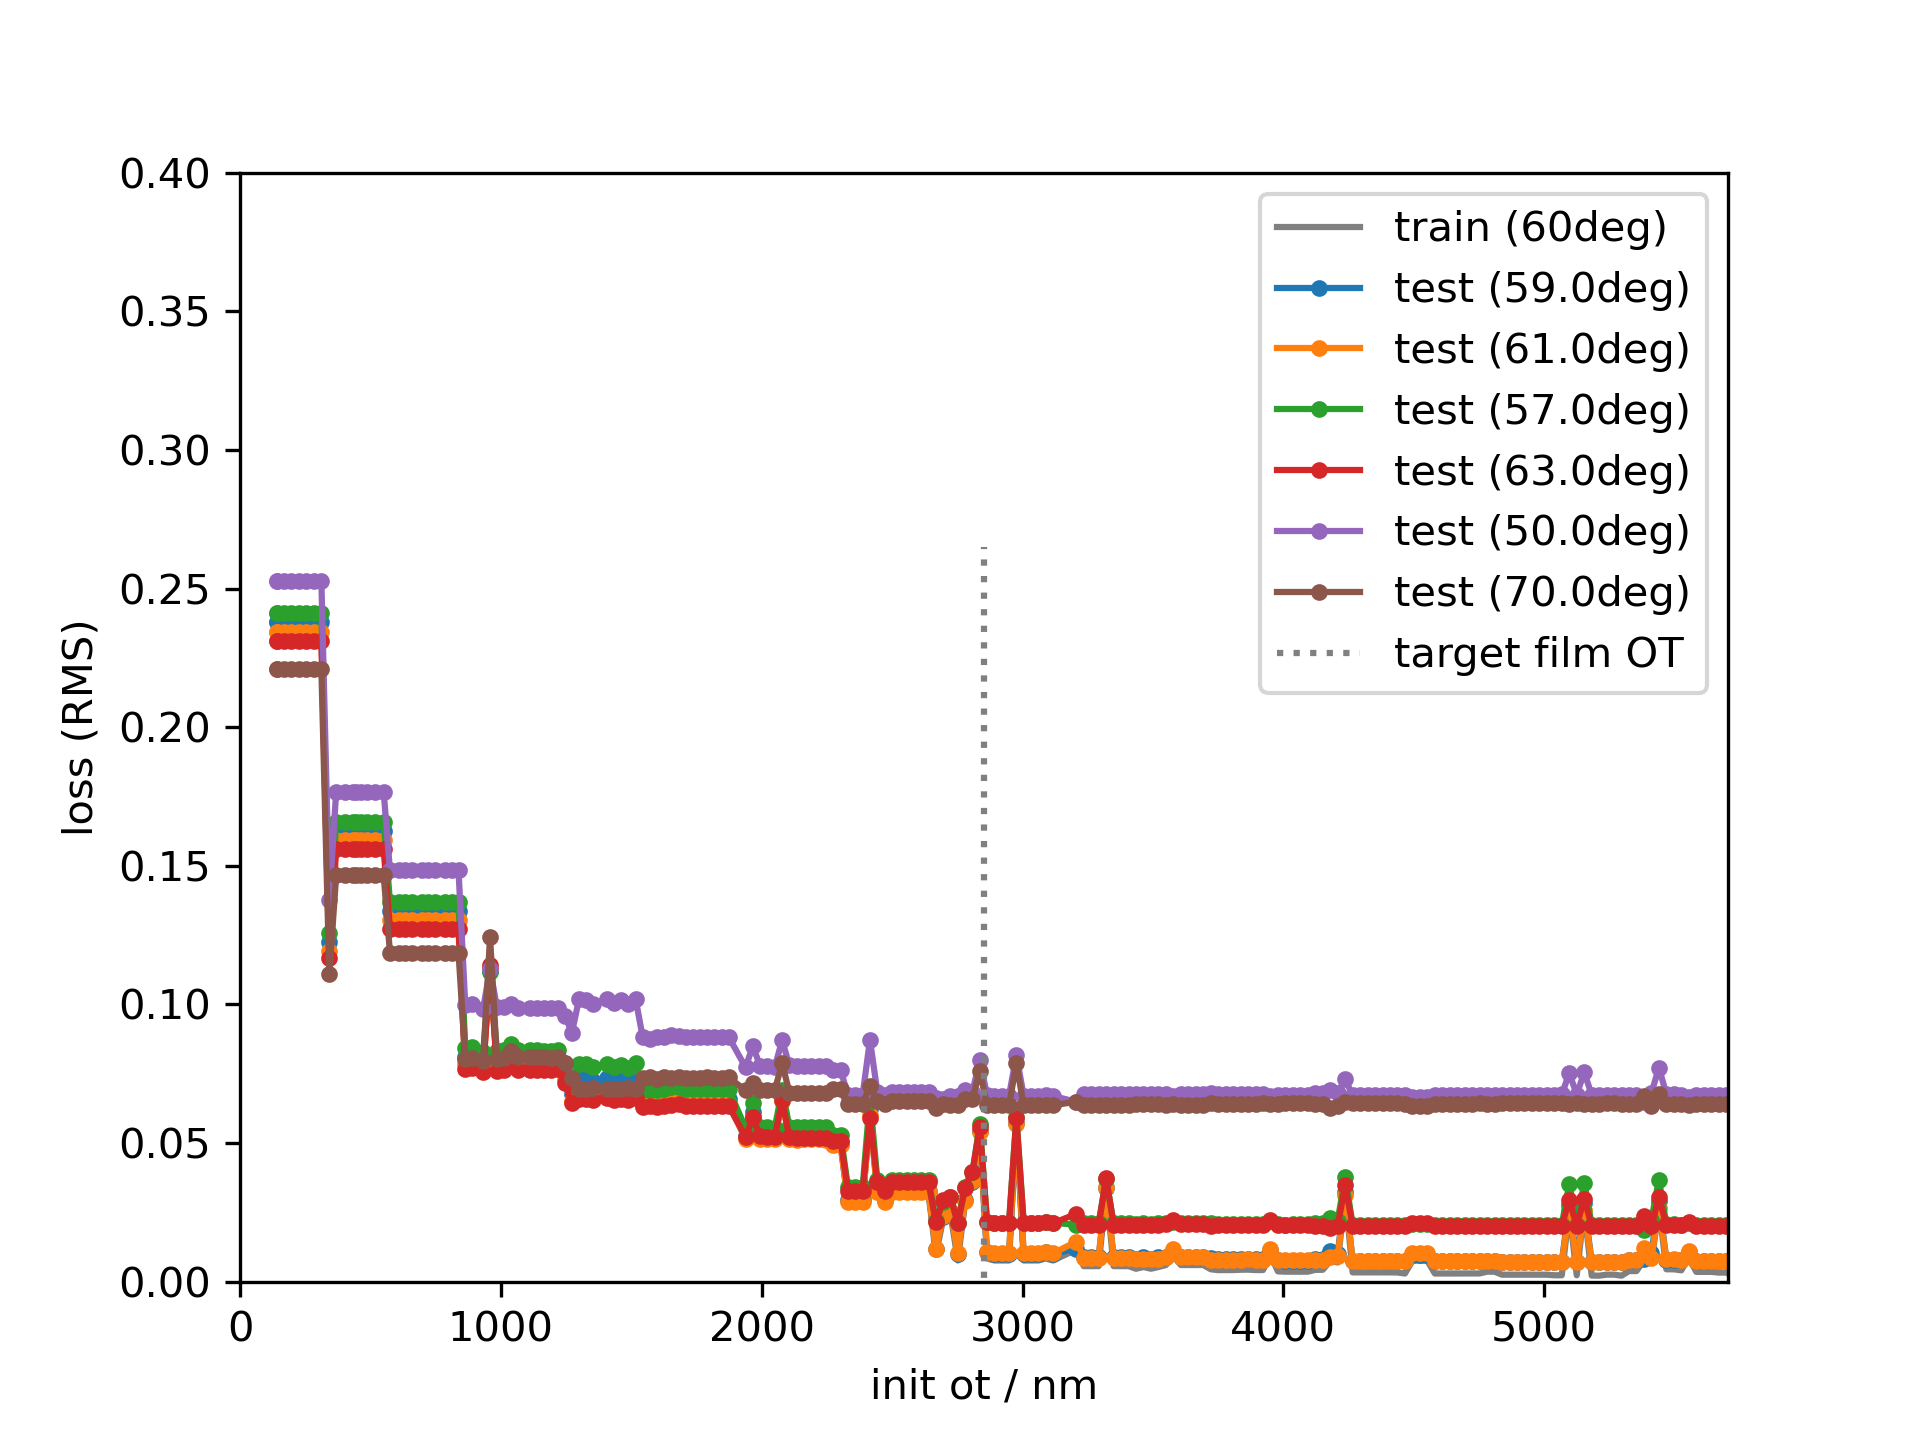 0.40
0.35
0.30
0.25
0.20
0.15
0.10
0.05
0.00
loss (RMS)
train (60deg)
test (59.0deg)
test (61.0deg)
test (57.0deg)
test (63.0deg)
test (50.0deg)
test (70.0deg)
target film OT
0 1000 2000 3000 4000 5000
init ot / nm